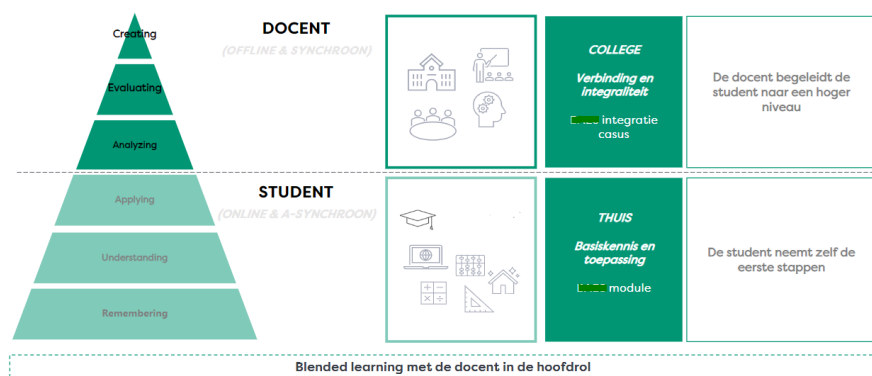 Creating
Evaluating
Analyzing
Applying
Understanding
Remembering
DOCENT
(OFFLINE & SYNCHROON)
STUDENT
(ONLINE & A-SYNCHROON)
COLLEGE
Verbinding en
integraliteit
integratie
casus
THUIS
Basiskennis en
toepassing
module
De docent begeleidt de
student naar een hoger
niveau
De student neemt zelf de
eerste stappen
Blended learning met de docent in de hoofdrol